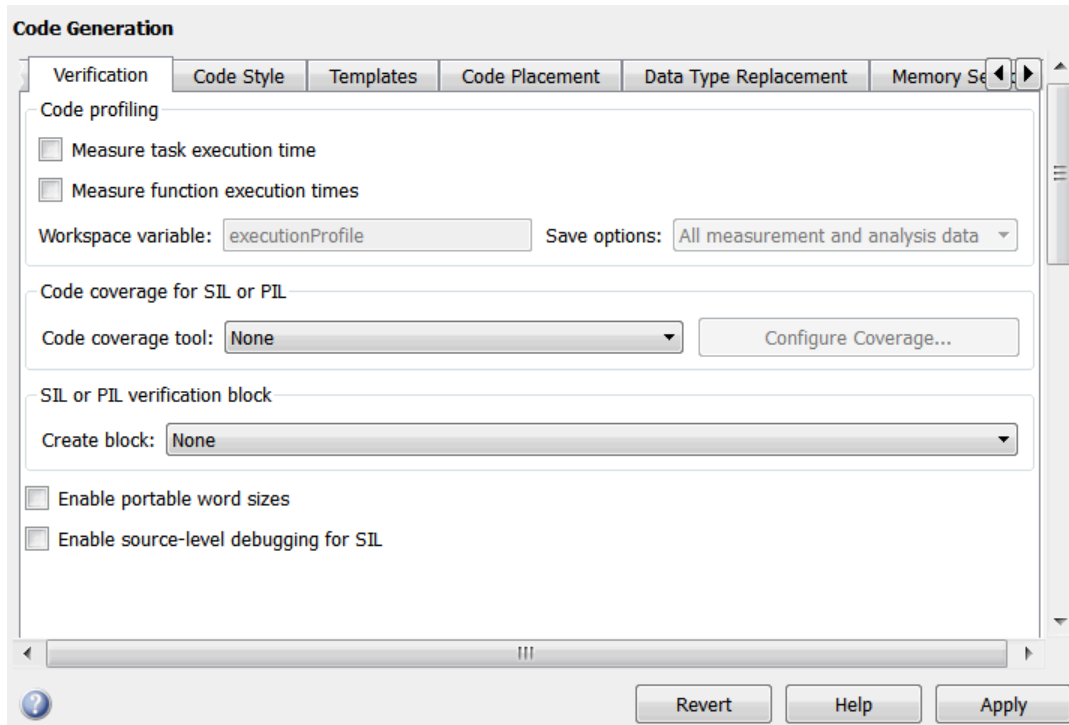 Code Generation
Verification Code Style Templates Code Placement Data Type Replacement Memory
Code profiling
Measure task execution time
Measure function execution times
Workspace variable: executionProfile Save options: All measurement and analysis data
Code coverage for SIL or PIL
Code coverage tool: None Configure Coverage...
SIL or PIL verification block
Create block: None
Enable portable word sizes
Enable source-level debugging for SIL
Revert Help Apply